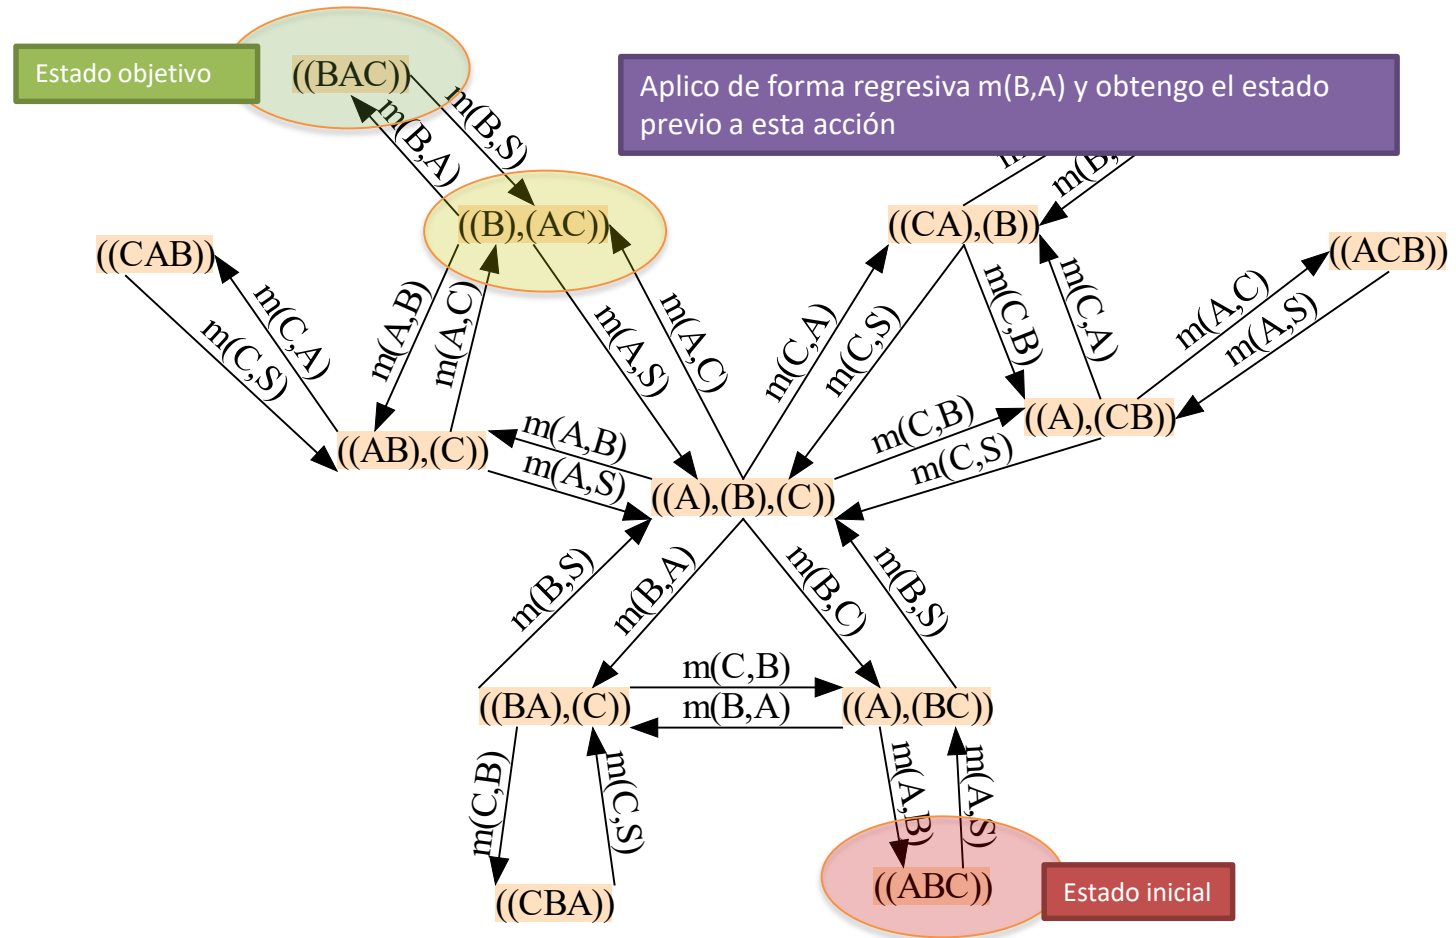 Estado objetivo
((BAC))
Aplico de forma regresiva m(B,A) y obtengo el estado
previo a esta acción
m(B,A)
m(B,S)
((B),(AC))
((CA),(B))
((CAB))
((ACB))
m(C,S)
m(C,A)
m(A,B)
m(A,C)
m(A,S)
m(A,C)
m(C,A)
m(C,S)
m(C,B)
m(C,A)
m(A,C)
m(A,S)
((AB),(C))
m(A,B)
m(A,S)
m(C,B)
m(C,S)
((A),(CB))
((A),(B),(C))
m(B,S)
m(B,A)
m(B,C)
m(B,S)
((BA),(C))
m(C,B)
m(B,A)
((A),(BC))
m(C,B)
m(C,S)
m(A,B)
m(A,S)
((CBA))
((ABC))
Estado inicial